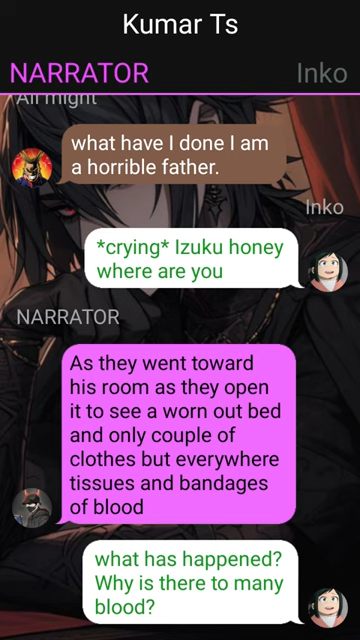 Kumar Ts
NARRATOR
Inko
All might
what have I done I am
a horrible father.
Inko
*crying* Izuku honey
where are you
NARRATOR
As they went toward
his room as they open
it to see a worn out bed
and only couple of
clothes but everywhere
tissues and bandages
of blood
what has happened?
Why is there to many
blood?